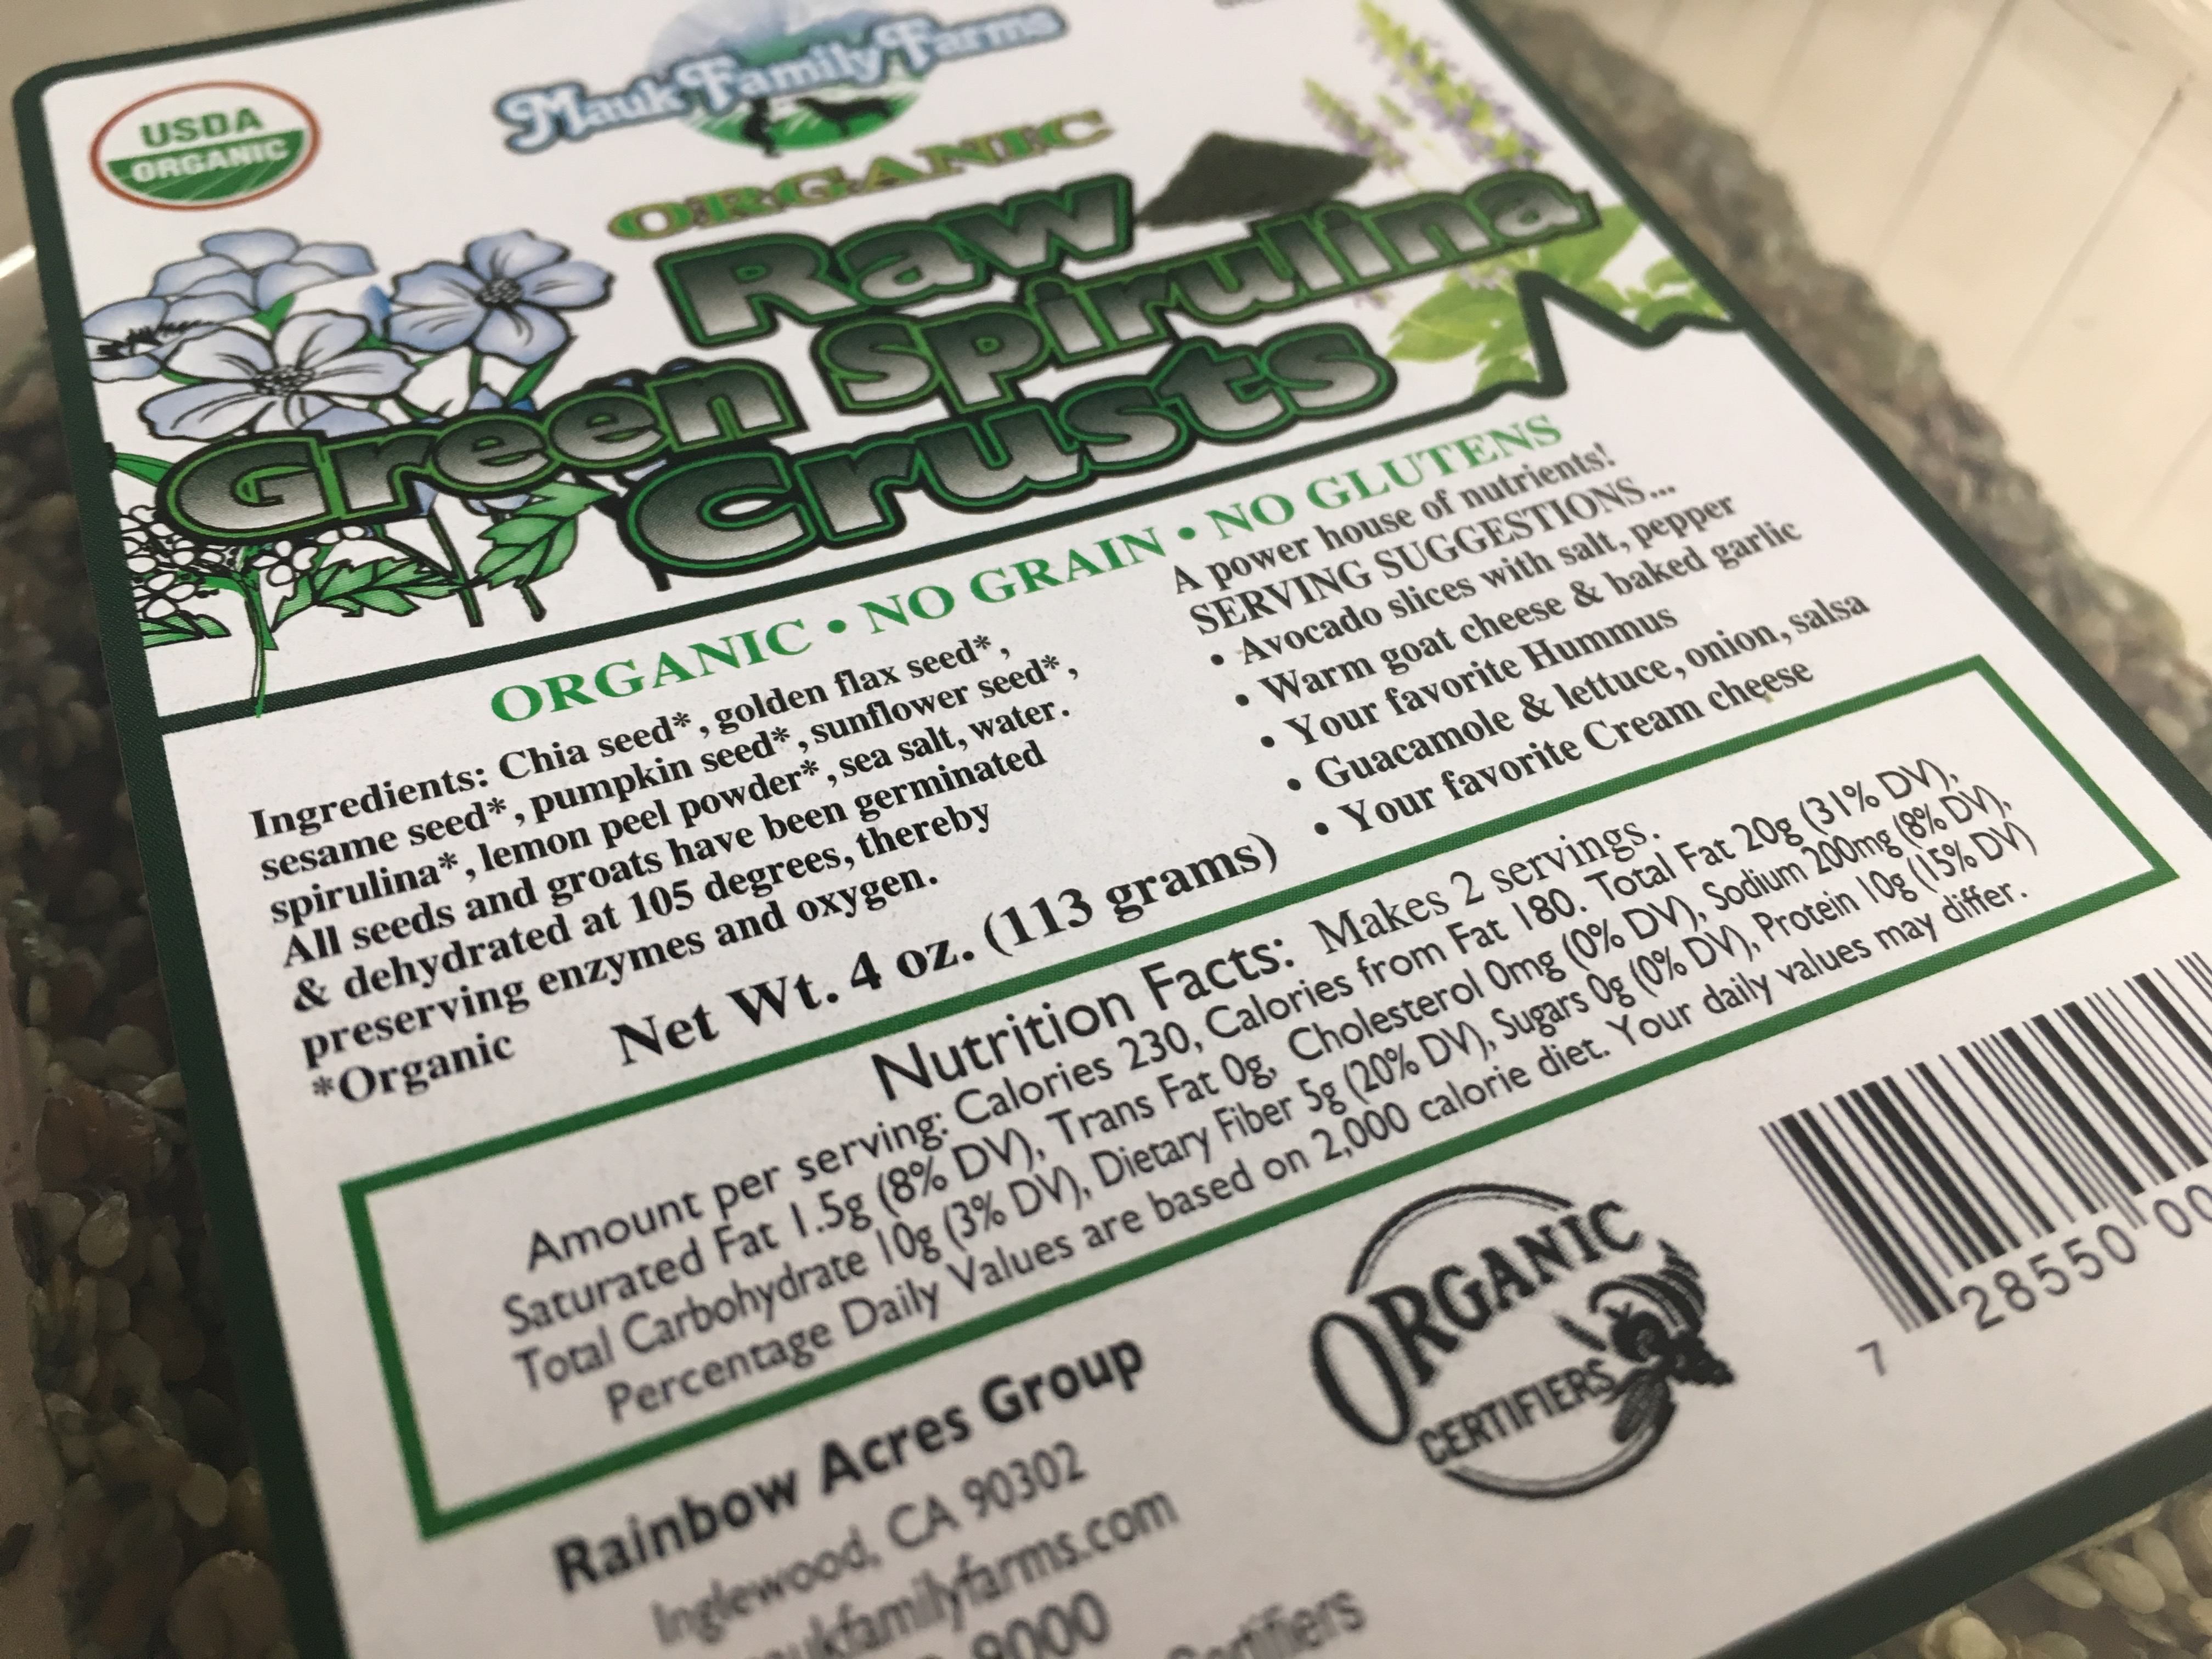 USDA
ORGANIC
Mauk Family Farms
ORGANIC
Raw
Green Spirulina
Crusts
ORGANIC • NO GRAIN • NO GLUTENS
Ingredients: Chia seed*, golden flax seed*,
sesame seed*, pumpkin seed*, sunflower seed*,
spirulina*, lemon peel powder*, sea salt, water.
All seeds and groats have been germinated
& dehydrated at 105 degrees, thereby
preserving enzymes and oxygen.
*Organic
A power house of nutrients!
SERVING SUGGESTIONS...
• Avocado slices with salt, pepper
• Warm goat cheese & baked garlic
• Your favorite Hummus
• Guacamole & lettuce, onion, salsa
• Your favorite Cream cheese
Net Wt. 4 oz. (113 grams)
Nutrition Facts: Makes 2 servings.
Amount per serving: Calories 230, Calories from Fat 180. Total Fat 20g (31% DV),
Saturated Fat 1.5g (8% DV), Trans Fat 0g, Cholesterol 0mg (0% DV), Sodium 200mg (8% DV),
Total Carbohydrate 10g (3% DV), Dietary Fiber 5g (20% DV), Sugars 0g (0% DV), Protein 10g (15% DV)
Percentage Daily Values are based on 2,000 calorie diet. Your daily values may differ.
Rainbow Acres Group
Inglewood, CA 90302
aukfamilyfarms.com
9000
Certifiers
ORGANIC
CERTIFIERS
7 28550 00